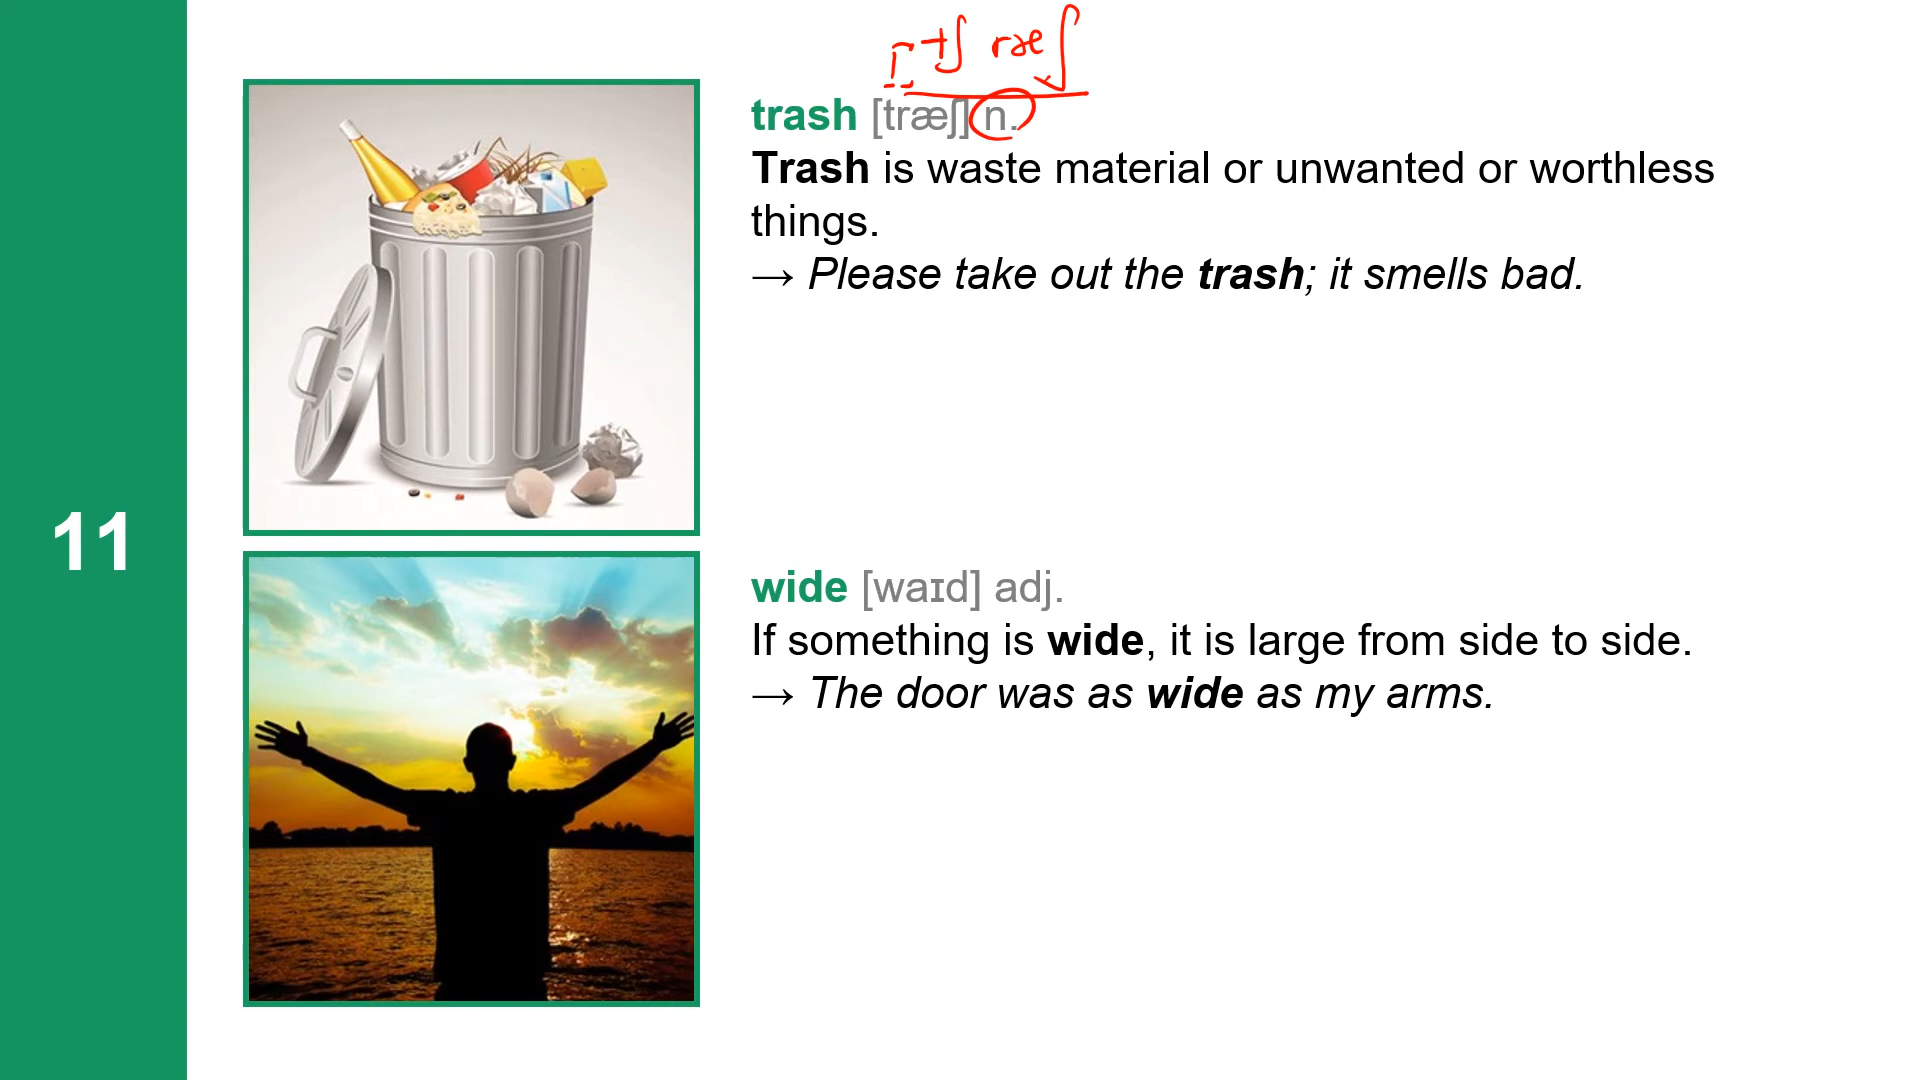 [tʃ ræʃ
trash [træʃ] n.
Trash is waste material or unwanted or worthless
things.
→ Please take out the trash; it smells bad.
11
wide [waɪd] adj.
If something is wide, it is large from side to side.
→ The door was as wide as my arms.